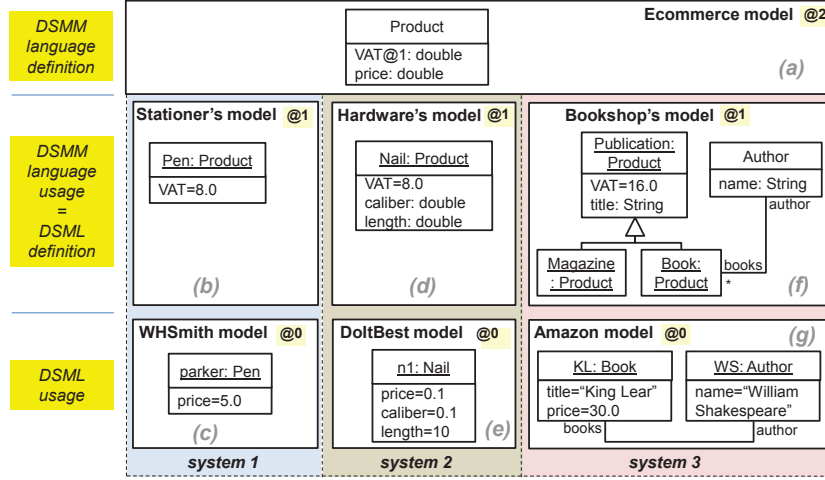 DSMM
language
definition
Ecommerce model @2
Product
VAT@1: double
price: double
(a)
DSMM
language
usage
=
DSML
definition
Stationer's model @1
Pen: Product
VAT=8.0
(b)
Hardware's model @1
Nail: Product
VAT=8.0
caliber: double
length: double
(d)
Bookshop's model @1
Publication:
Product
VAT=16.0
title: String
Author
name: String
author
Magazine
: Product
Book:
Product
books
*
(f)
DSML
usage
WHSmith model @0
parker: Pen
price=5.0
(c)
DoItBest model @0
n1: Nail
price=0.1
caliber=0.1
length=10
(e)
Amazon model @0
(g)
KL: Book
title="King Lear"
price=30.0
books
WS: Author
name="William
Shakespeare"
author
system 1
system 2
system 3